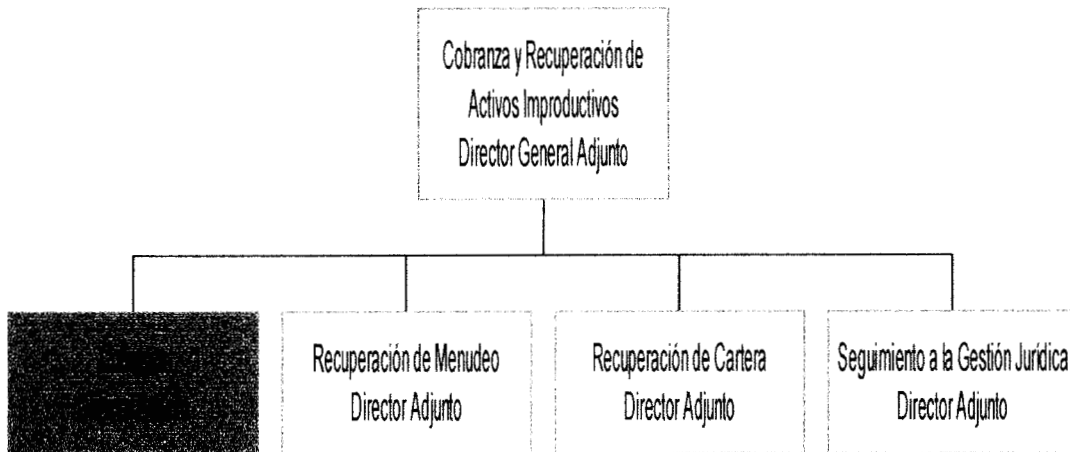 Cobranza y Recuperación de
Activos Improductivos
Director General Adjunto
Recuperación de Menudeo
Director Adjunto
Recuperación de Cartera
Director Adjunto
Seguimiento a la Gestión Jurídica
Director Adjunto